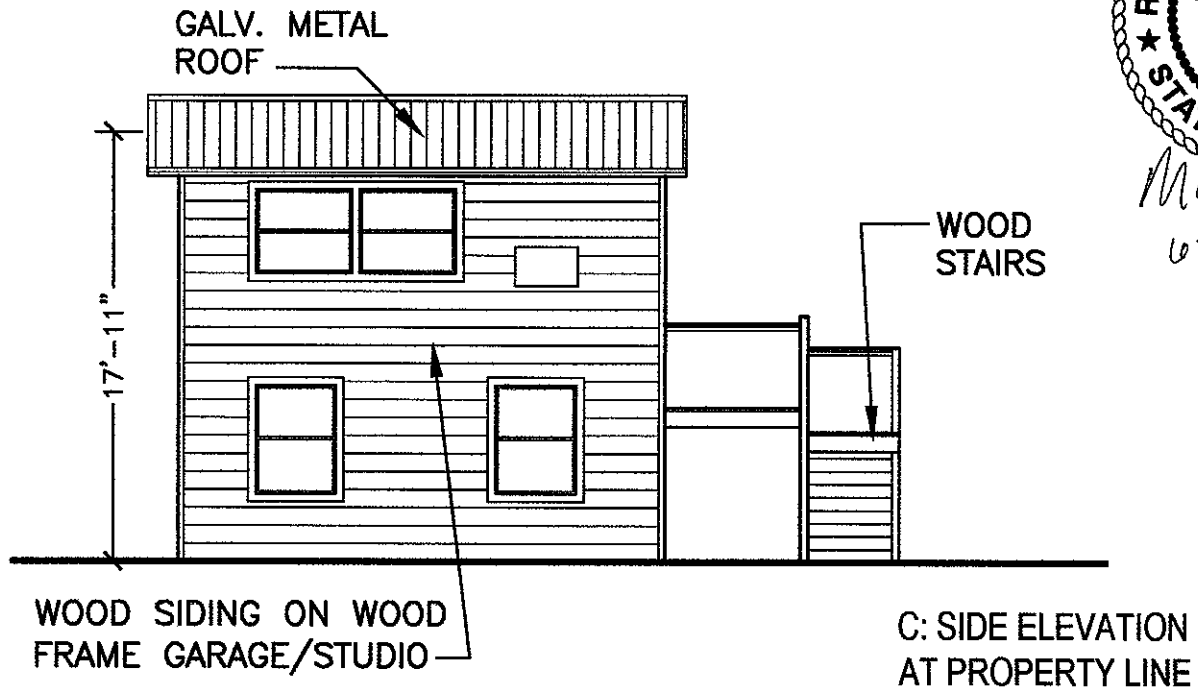 GALV. METAL
ROOF
WOOD
STAIRS
17'-11"
WOOD SIDING ON WOOD
FRAME GARAGE/STUDIO
C: SIDE ELEVATION
AT PROPERTY LINE